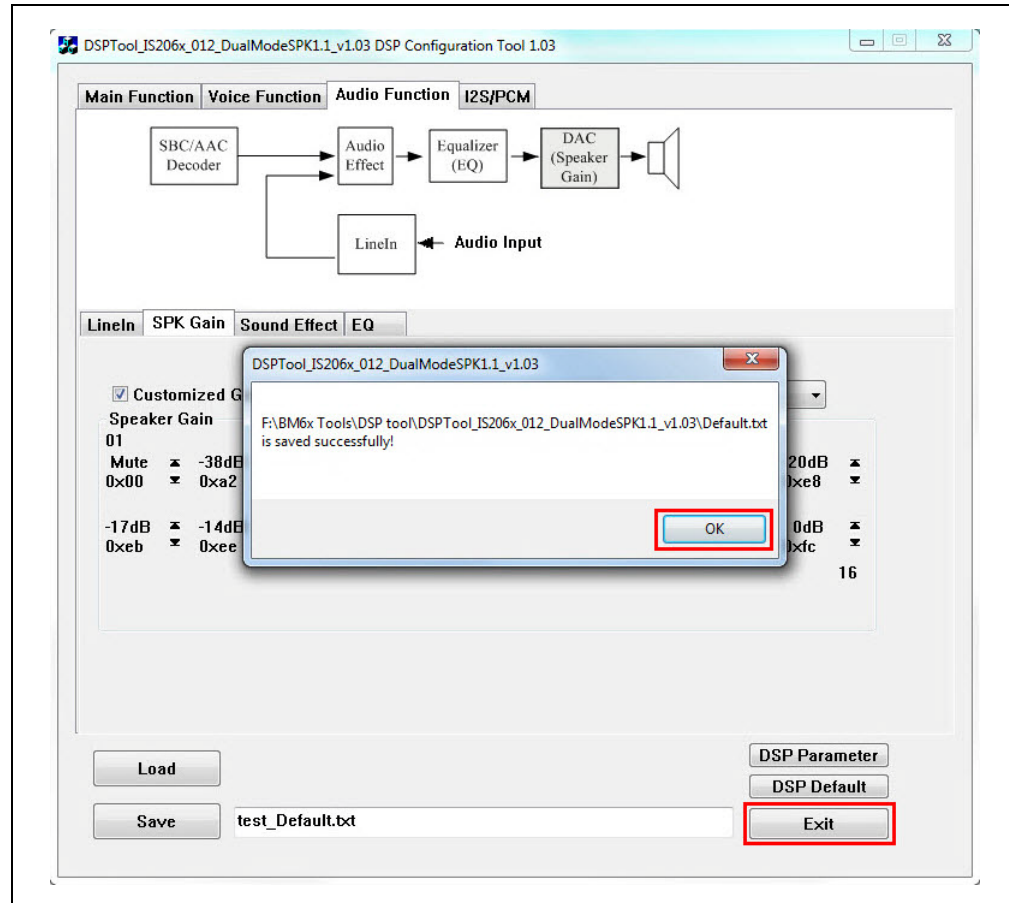 DSPTool_IS206x_012_DualModeSPK1.1_v1.03 DSP Configuration Tool 1.03
Main Function Voice Function Audio Function I2S/PCM
SBC/AAC
Decoder
Audio
Effect
Equalizer
(EQ)
DAC
(Speaker
Gain)
LineIn
Audio Input
LineIn SPK Gain Sound Effect EQ
DSPTool_IS206x_012_DualModeSPK1.1_v1.03
Customized G
F:\BM6x Tools\DSP tool\DSPTool_IS206x_012_DualModeSPK1.1_v1.03\Default.txt
is saved successfully!
Speaker Gain
01
Mute -38dB 20dB
0x00 0xa2 0xe8
-17dB -14dB OK 0dB
0xeb 0xee 0xfc
16
Load
DSP Parameter
DSP Default
Save test_Default.txt Exit